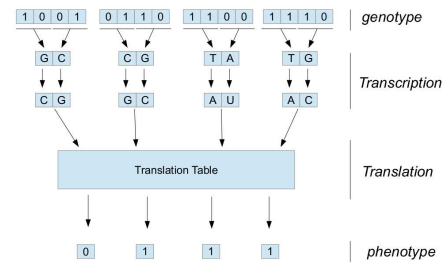 1 0 0 1 0 1 1 0 1 1 0 0 1 1 1 0 genotype
G C C G T A T G
Transcription
C G G C A U A C
Translation Table Translation
0 1 1 1 phenotype